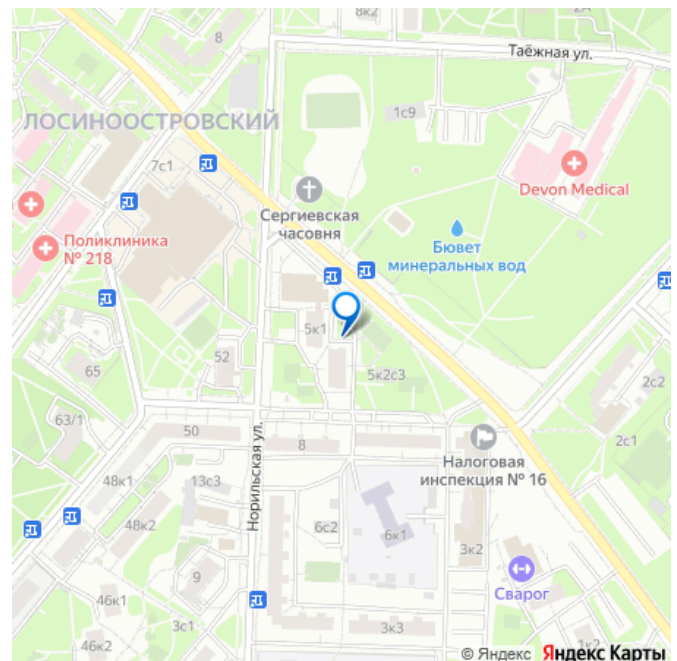 8к2
8
Таёжная ул.
1с9
ЛОСИНООСТРОВСКИЙ
7с1
Devon Medical
Сергиевская
часовня
Поликлиника
№ 218
Бювет
минеральных вод
5к1
52
65
5к2с3
2с2
63/1
50
8
Норильская ул.
2с1
Налоговая
инспекция № 16
48к1
13с3
48к2
6с2
6к1
3к2
9
Сварог
46к1
3с1
3к3
46к2
1к2
© Яндекс Яндекс Карты